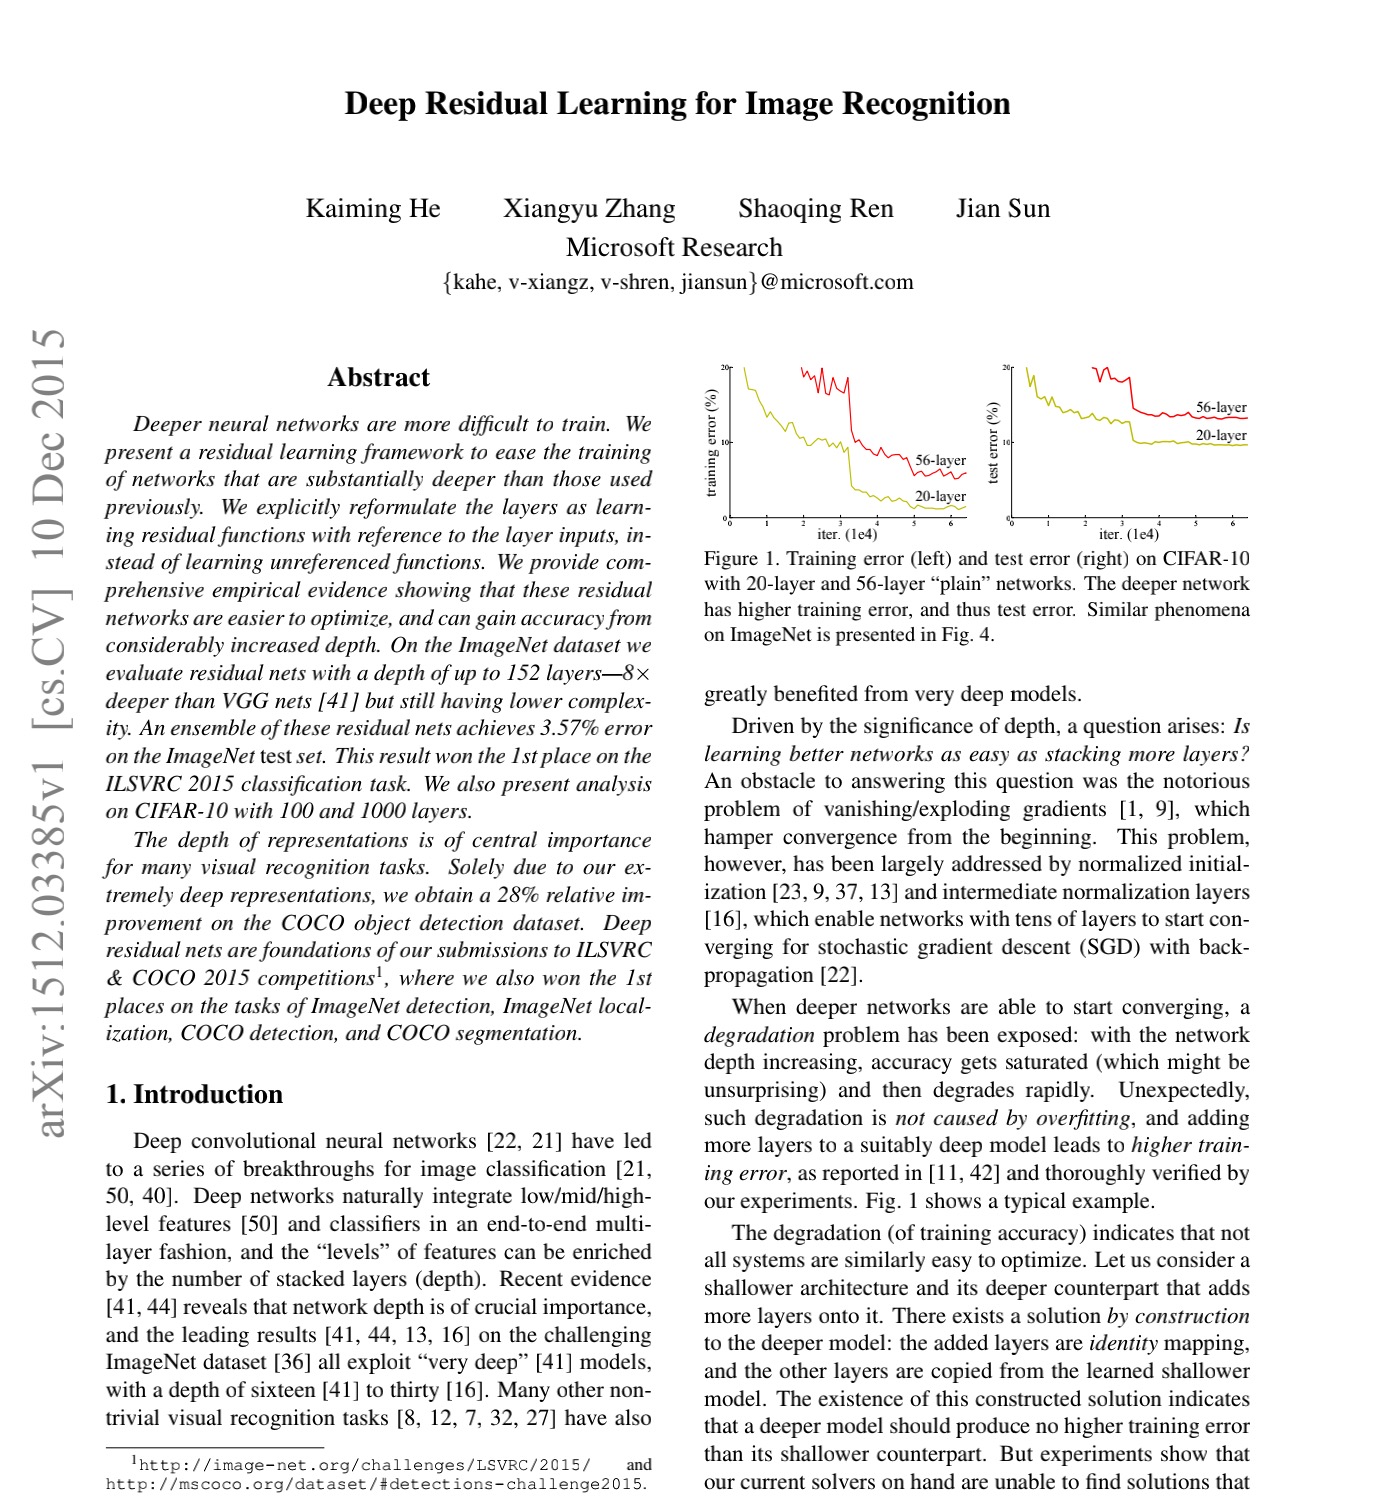 Deep Residual Learning for Image Recognition
Kaiming He Xiangyu Zhang Shaoqing Ren Jian Sun
Microsoft Research
{kahe, v-xiangz, v-shren, jiansun}@microsoft.com
arXiv:1512.03385v1 [cs.CV] 10 Dec 2015
Abstract
Deeper neural networks are more difficult to train. We
present a residual learning framework to ease the training
of networks that are substantially deeper than those used
previously. We explicitly reformulate the layers as learn-
ing residual functions with reference to the layer inputs, in-
stead of learning unreferenced functions. We provide com-
prehensive empirical evidence showing that these residual
networks are easier to optimize, and can gain accuracy from
considerably increased depth. On the ImageNet dataset we
evaluate residual nets with a depth of up to 152 layers—8×
deeper than VGG nets [41] but still having lower complex-
ity. An ensemble of these residual nets achieves 3.57% error
on the ImageNet test set. This result won the 1st place on the
ILSVRC 2015 classification task. We also present analysis
on CIFAR-10 with 100 and 1000 layers.
The depth of representations is of central importance
for many visual recognition tasks. Solely due to our ex-
tremely deep representations, we obtain a 28% relative im-
provement on the COCO object detection dataset. Deep
residual nets are foundations of our submissions to ILSVRC
& COCO 2015 competitions1, where we also won the 1st
places on the tasks of ImageNet detection, ImageNet local-
ization, COCO detection, and COCO segmentation.
1. Introduction
Deep convolutional neural networks [22, 21] have led
to a series of breakthroughs for image classification [21,
50, 40]. Deep networks naturally integrate low/mid/high-
level features [50] and classifiers in an end-to-end multi-
layer fashion, and the “levels” of features can be enriched
by the number of stacked layers (depth). Recent evidence
[41, 44] reveals that network depth is of crucial importance,
and the leading results [41, 44, 13, 16] on the challenging
ImageNet dataset [36] all exploit “very deep” [41] models,
with a depth of sixteen [41] to thirty [16]. Many other non-
trivial visual recognition tasks [8, 12, 7, 32, 27] have also
1http://image-net.org/challenges/LSVRC/2015/ and
http://mscoco.org/dataset/#detections-challenge2015.
training error (%)
20
10
0
0 1 2 3 4 5 6
iter. (1e4)
56-layer
20-layer
test error (%)
20
10
0
0 1 2 3 4 5 6
iter. (1e4)
56-layer
20-layer
Figure 1. Training error (left) and test error (right) on CIFAR-10
with 20-layer and 56-layer “plain” networks. The deeper network
has higher training error, and thus test error. Similar phenomena
on ImageNet is presented in Fig. 4.
greatly benefited from very deep models.
Driven by the significance of depth, a question arises: Is
learning better networks as easy as stacking more layers?
An obstacle to answering this question was the notorious
problem of vanishing/exploding gradients [1, 9], which
hamper convergence from the beginning. This problem,
however, has been largely addressed by normalized initial-
ization [23, 9, 37, 13] and intermediate normalization layers
[16], which enable networks with tens of layers to start con-
verging for stochastic gradient descent (SGD) with back-
propagation [22].
When deeper networks are able to start converging, a
degradation problem has been exposed: with the network
depth increasing, accuracy gets saturated (which might be
unsurprising) and then degrades rapidly. Unexpectedly,
such degradation is not caused by overfitting, and adding
more layers to a suitably deep model leads to higher train-
ing error, as reported in [11, 42] and thoroughly verified by
our experiments. Fig. 1 shows a typical example.
The degradation (of training accuracy) indicates that not
all systems are similarly easy to optimize. Let us consider a
shallower architecture and its deeper counterpart that adds
more layers onto it. There exists a solution by construction
to the deeper model: the added layers are identity mapping,
and the other layers are copied from the learned shallower
model. The existence of this constructed solution indicates
that a deeper model should produce no higher training error
than its shallower counterpart. But experiments show that
our current solvers on hand are unable to find solutions that